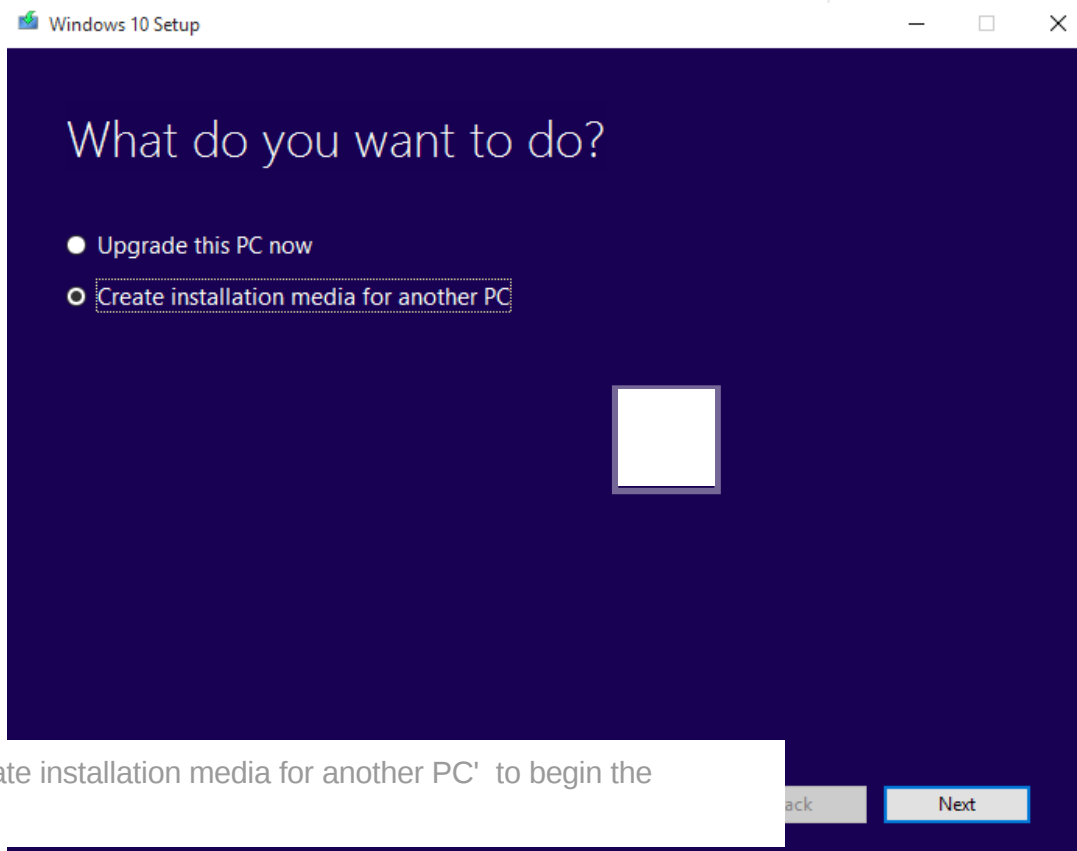 Windows 10 Setup
What do you want to do?
Upgrade this PC now
Create installation media for another PC
ate installation media for another PC' to begin the
ack
Next